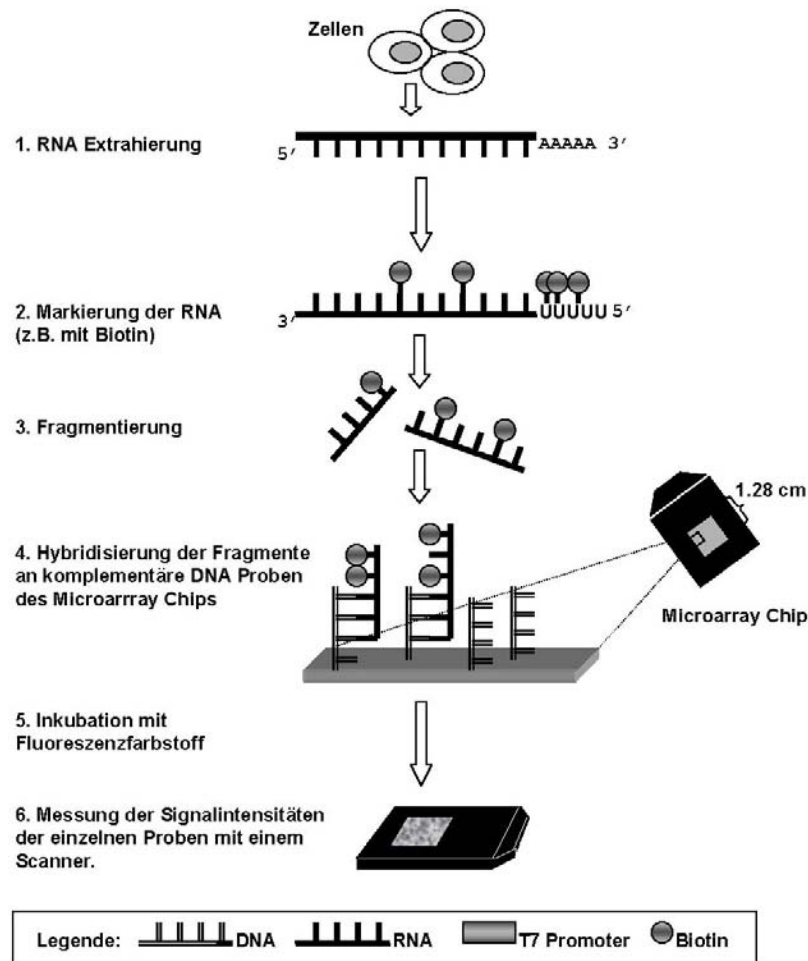 Zellen
1. RNA Extrahierung
5′
AAAAA 3′
2. Markierung der RNA
(z.B. mit Biotin)
3′
UUUUU 5′
3. Fragmentierung
1.28 cm
4. Hybridisierung der Fragmente
an komplementäre DNA Proben
des Microarrray Chips
Microarray Chip
5. Inkubation mit
Fluoreszenzfarbstoff
6. Messung der Signalintensitäten
der einzelnen Proben mit einem
Scanner.
Legende: DNA RNA T7 Promoter Biotin